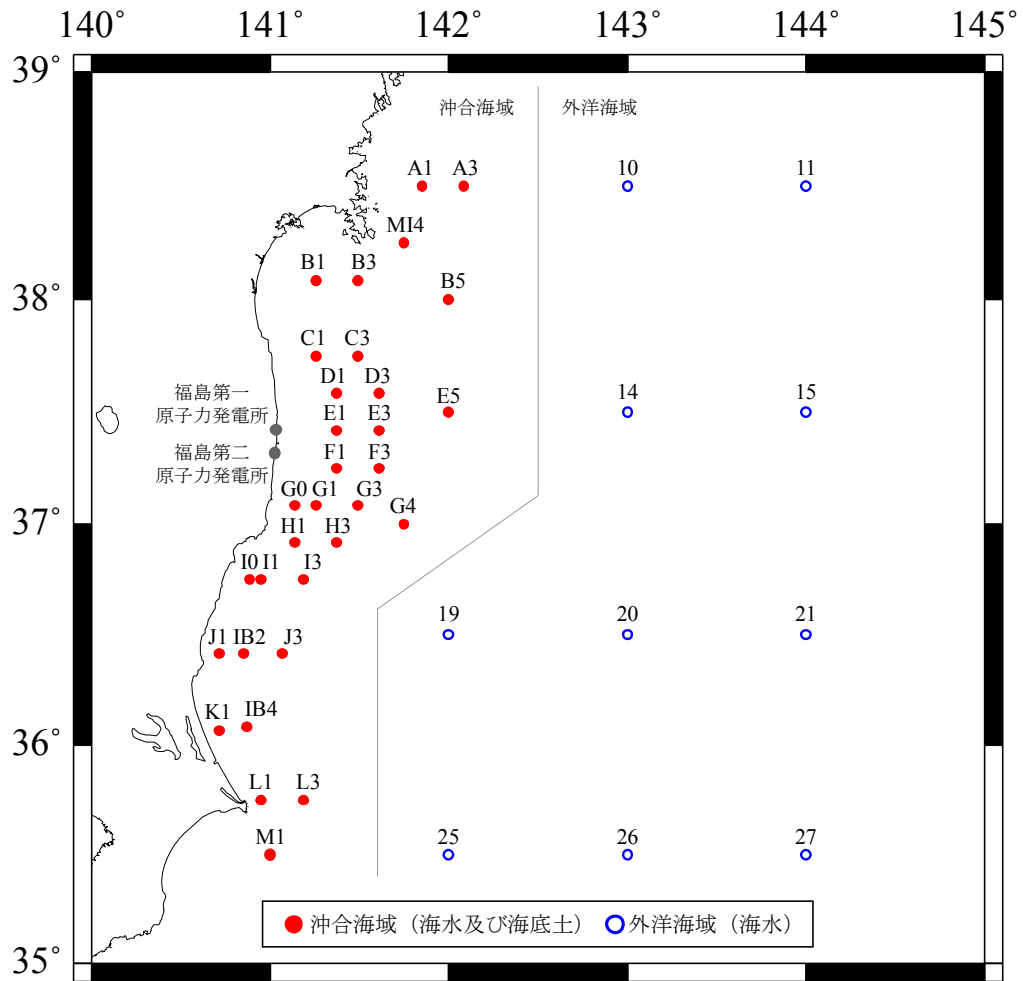 140° 141° 142° 143° 144° 145°
39°
沖合海域 外洋海域
A1 A3 10 11
MI4
B1 B3 B5
38°
C1 C3
D1 D3
福島第一
原子力発電所
E1 E3 E5 14 15
福島第二
原子力発電所
F1 F3
G0 G1 G3 G4
37°
H1 H3
I0 I1 I3
19 20 21
J1 IB2 J3
K1 IB4
36°
L1 L3
M1 25 26 27
沖合海域（海水及び海底土） 外洋海域（海水）
35°